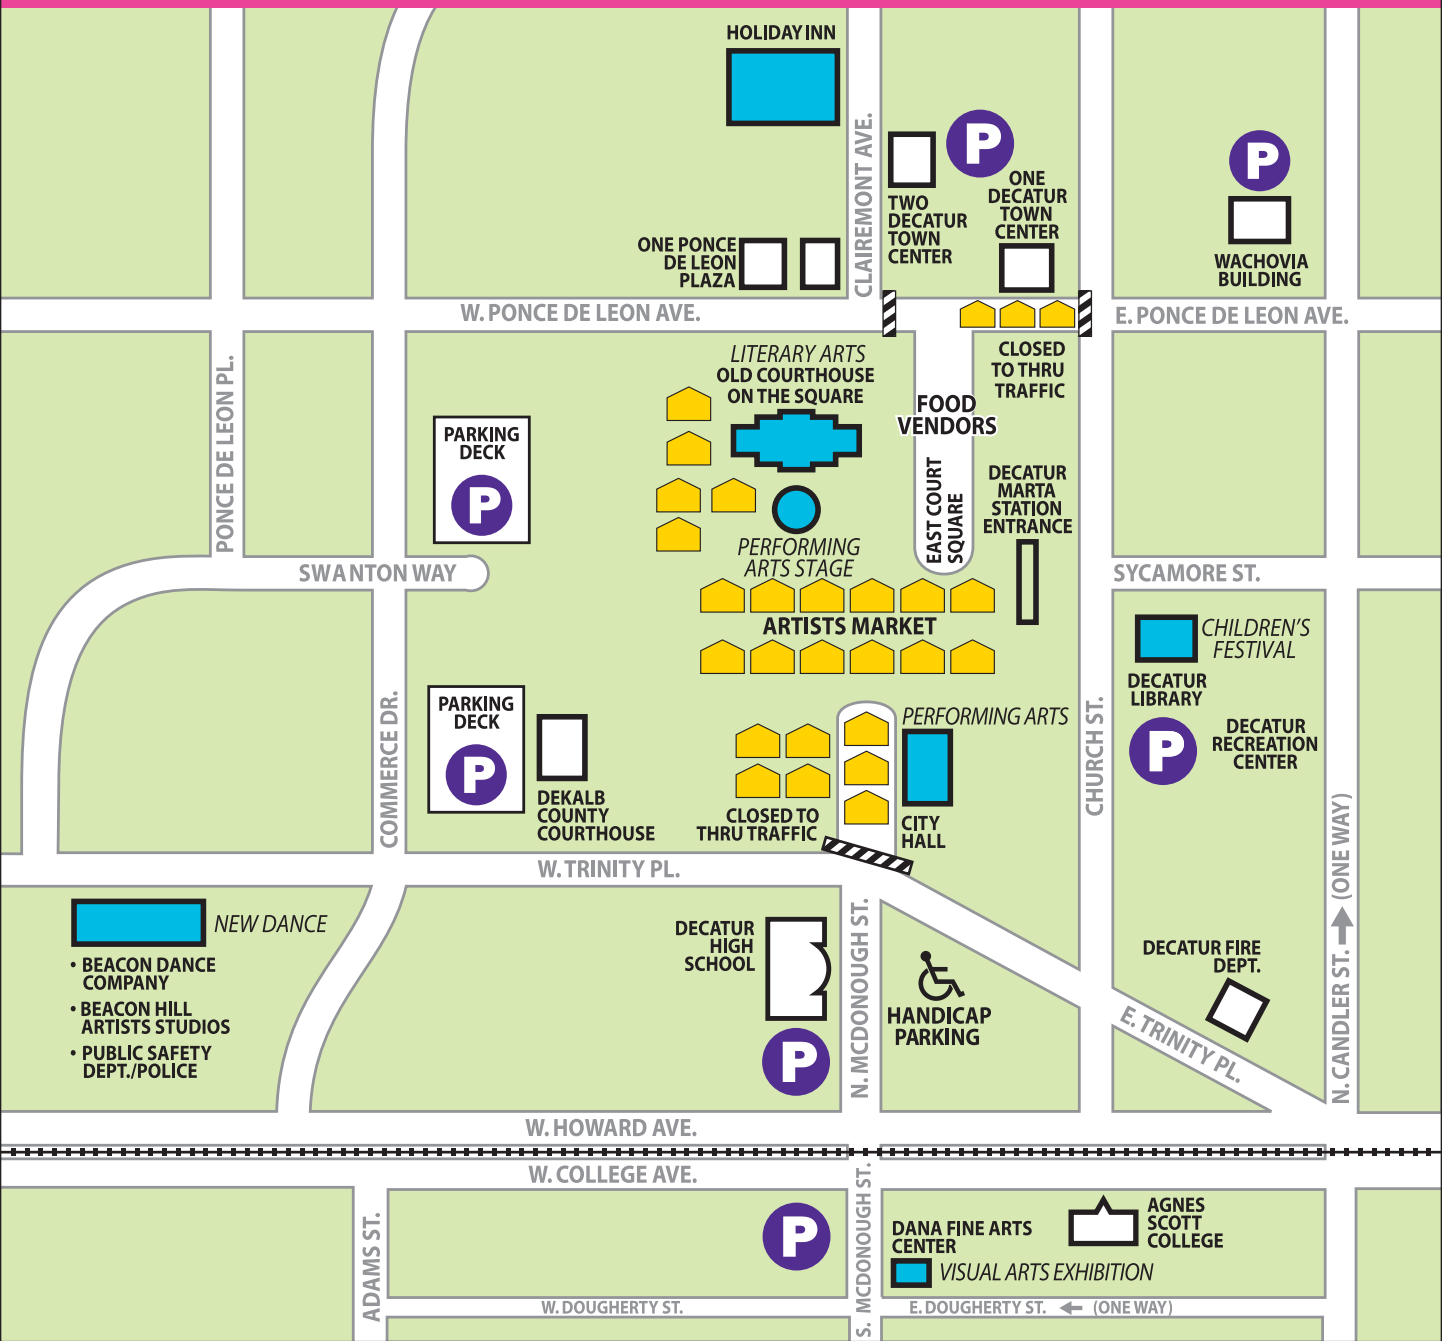 HOLIDAY INN
CLAIREMONT AVE.
P
TWO
DECATUR
TOWN
CENTER
ONE
DECATUR
TOWN
CENTER
P
WACHOVIA
BUILDING
ONE PONCE
DE LEON
PLAZA
W. PONCE DE LEON AVE.
E. PONCE DE LEON AVE.
PONCE DE LEON PL.
LITERARY ARTS
OLD COURTHOUSE
ON THE SQUARE
CLOSED
TO THRU
TRAFFIC
FOOD
VENDORS
PARKING
DECK
P
EAST COURT
SQUARE
DECATUR
MARTA
STATION
ENTRANCE
PERFORMING
ARTS STAGE
SWANTON WAY
SYCAMORE ST.
ARTISTS MARKET
CHILDREN'S
FESTIVAL
DECATUR
LIBRARY
P
DECATUR
RECREATION
CENTER
COMMERCE DR.
PARKING
DECK
P
DEKALB
COUNTY
COURTHOUSE
PERFORMING ARTS
CITY
HALL
CLOSED TO
THRU TRAFFIC
CHURCH ST.
W. TRINITY PL.
NEW DANCE
• BEACON DANCE
COMPANY
• BEACON HILL
ARTISTS STUDIOS
• PUBLIC SAFETY
DEPT./POLICE
DECATUR
HIGH
SCHOOL
P
N. MCDONOUGH ST.
HANDICAP
PARKING
DECATUR FIRE
DEPT.
E. TRINITY PL.
N. CANDLER ST. (ONE WAY)
W. HOWARD AVE.
W. COLLEGE AVE.
ADAMS ST.
P
S. MCDONOUGH ST.
DANA FINE ARTS
CENTER
VISUAL ARTS EXHIBITION
AGNES
SCOTT
COLLEGE
W. DOUGHERTY ST.
E. DOUGHERTY ST. (ONE WAY)